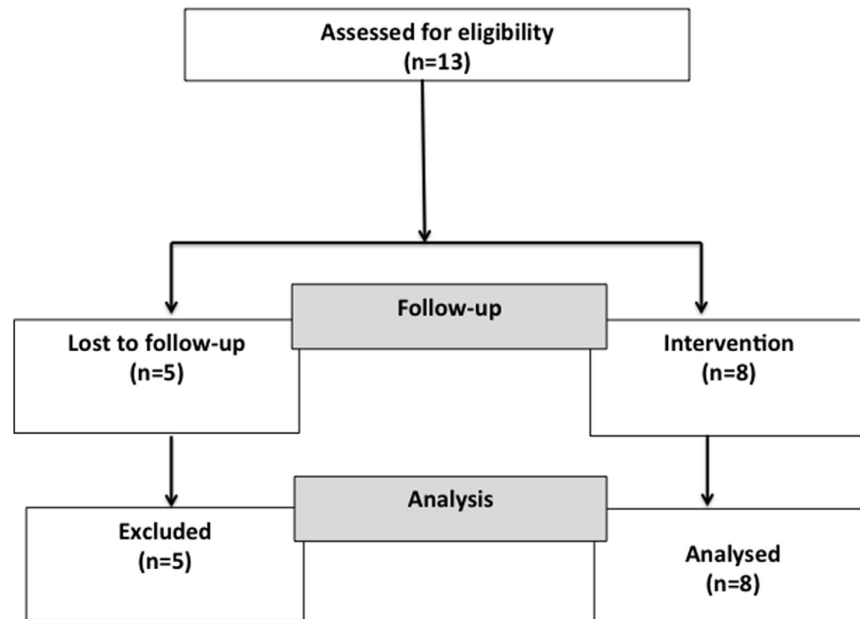 Assessed for eligibility
(n=13)
Follow-up
Lost to follow-up
(n=5)
Intervention
(n=8)
Analysis
Excluded
(n=5)
Analysed
(n=8)